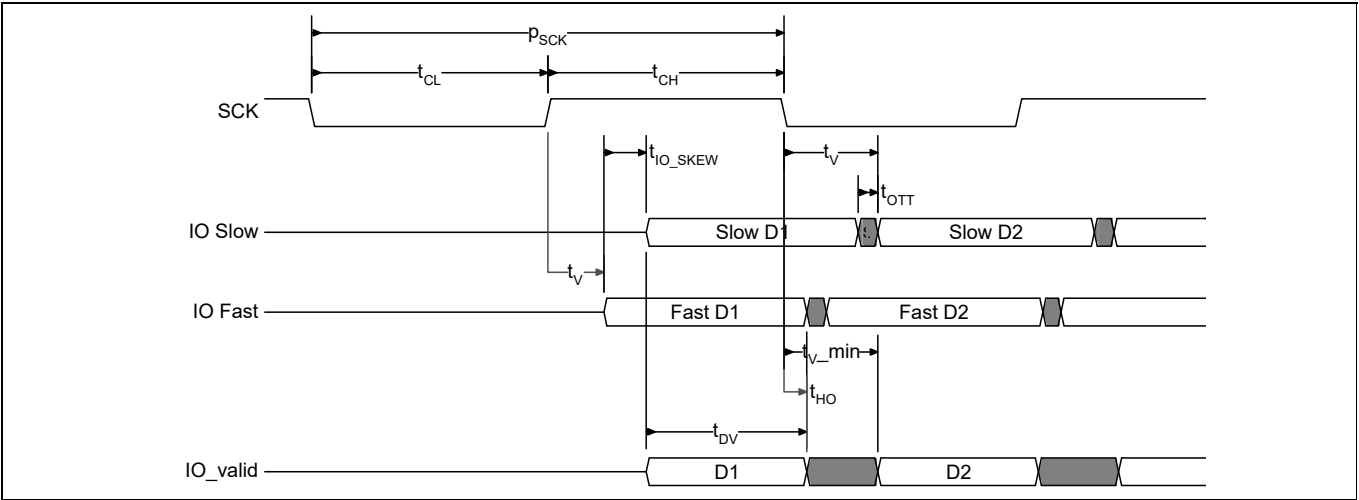 pSCK
tCL tCH
SCK
tIO_SKEW tV
tOTT
IO Slow Slow D1 Slow D2
tV
IO Fast Fast D1 Fast D2
tV_min
tHO
tDV
IO_valid D1 D2